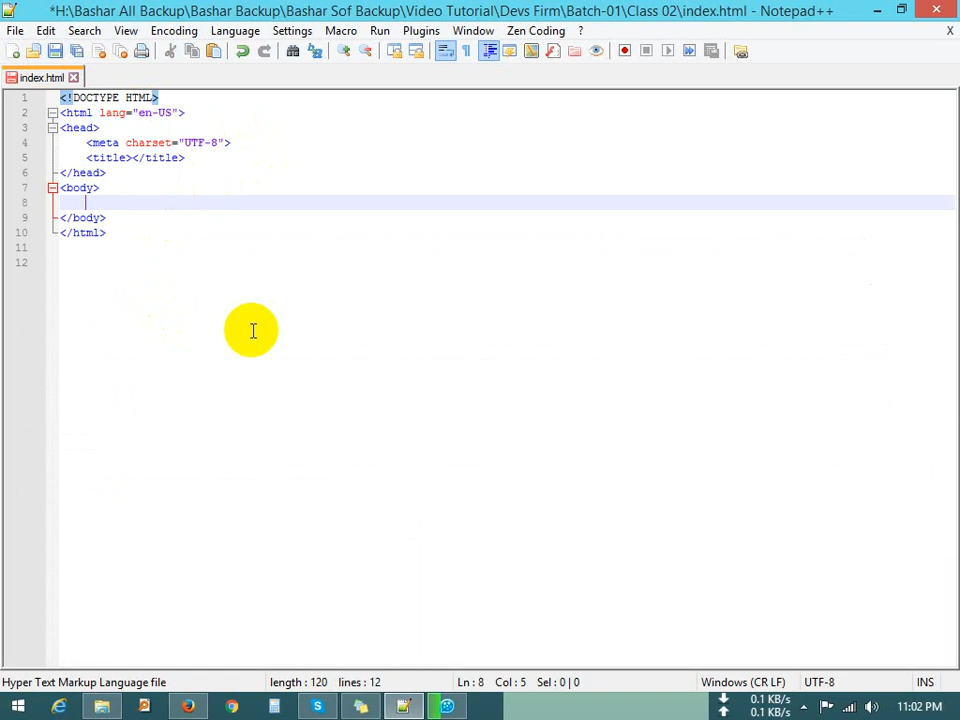 *H:\Bashar All Backup\Bashar Backup\Bashar Sof Backup\Video Tutorial\Devs Firm\Batch-01\Class 02\index.html - Notepad++
File Edit Search View Encoding Language Settings Macro Run Plugins Window Zen Coding ? X
index.html
1 <!DOCTYPE HTML>
2 <html lang="en-US">
3 <head>
4 <meta charset="UTF-8">
5 <title></title>
6 </head>
7 <body>
8
9 </body>
10 </html>
11
12
Hyper Text Markup Language file length : 120 lines : 12 Ln : 8 Col : 5 Sel : 0 | 0 Windows (CR LF) UTF-8 INS
0.1 KB/s
0.1 KB/s
11:02 PM